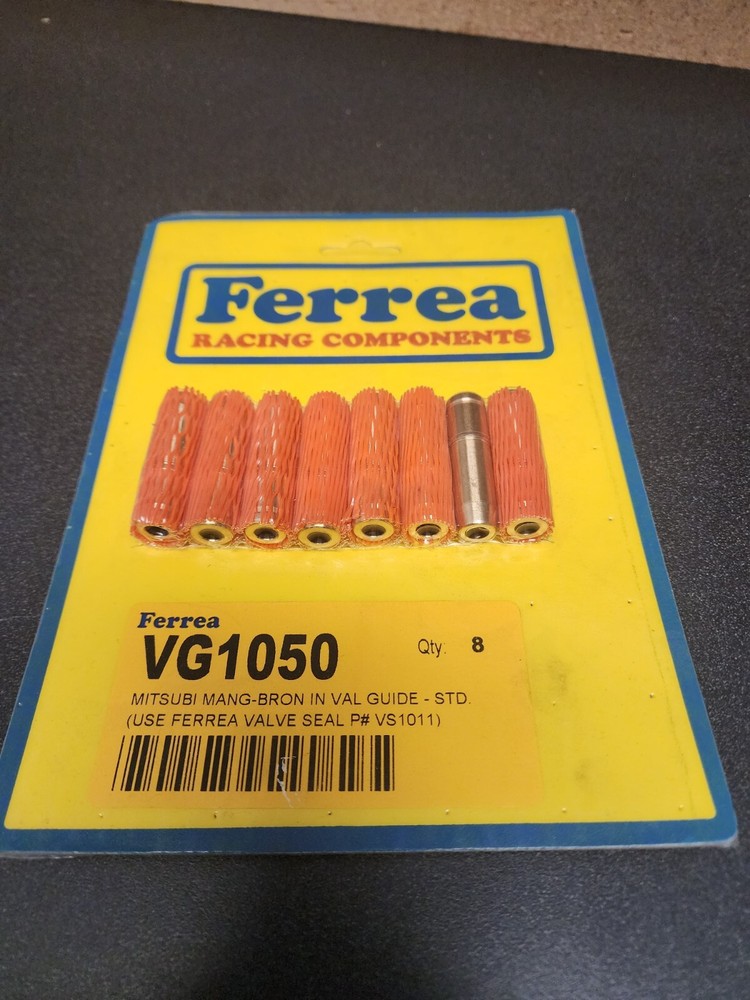 Ferrea
RACING COMPONENTS
Ferrea
VG1050
Qty: 8
MITSUBI MANG-BRON IN VAL GUIDE - STD.
(USE FERREA VALVE SEAL P# VS1011)